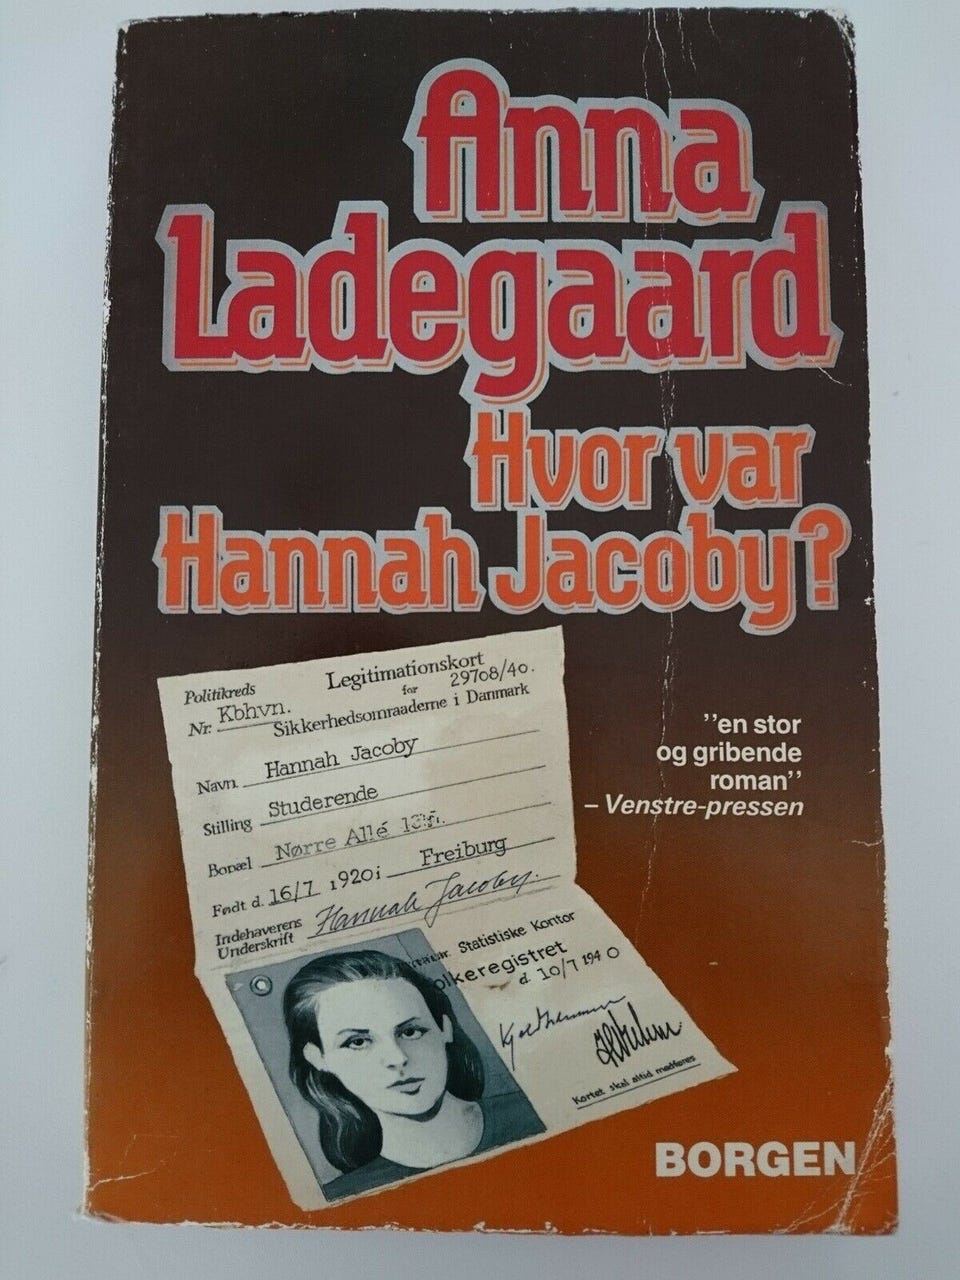 Anna
Ladegaard
Hvor var
Hannah Jacoby?
Politikreds
Legitimationskort
for
29708/40.
Nr. Kbhvn.
Sikkerhedsomraaderne i Danmark
Navn Hannah Jacoby
Stilling Studerende
Bopæl Nørre Allé
Født d. 16/7 1920 i Freiburg
Indehaverens
Underskrift
Hannah Jacoby.
Statistiske Kontor
olkeregistret
d. 10/7 1940
Kortet skal altid medføres
"en stor
og gribende
roman"
– Venstre-pressen
BORGEN